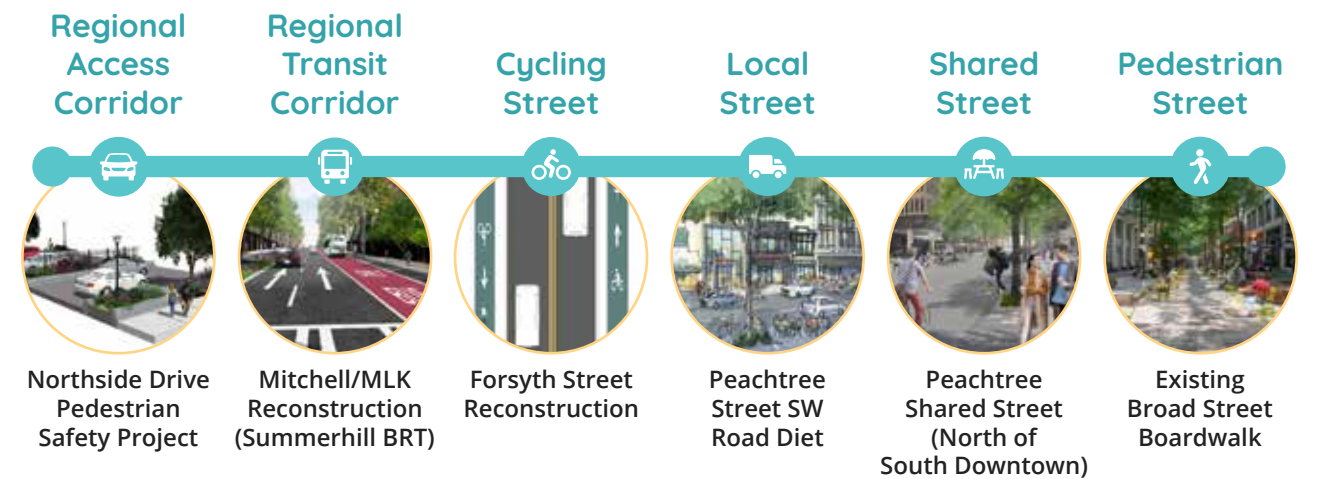 Regional
Access
Corridor
Regional
Transit
Corridor
Cycling
Street
Local
Street
Shared
Street
Pedestrian
Street
Northside Drive
Pedestrian
Safety Project
Mitchell/MLK
Reconstruction
(Summerhill BRT)
Forsyth Street
Reconstruction
Peachtree
Street SW
Road Diet
Peachtree
Shared Street
(North of
South Downtown)
Existing
Broad Street
Boardwalk